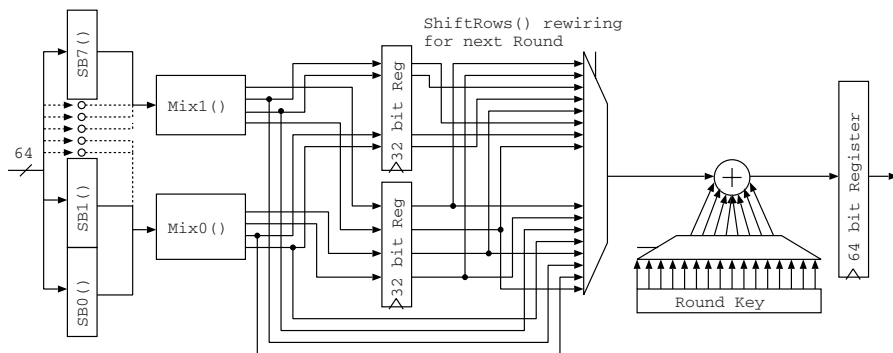 ShiftRows() rewiring
for next Round
SB7()
Mix1()
32 bit Reg
64
SB1()
Mix0()
32 bit Reg
+
64 bit Register
SB0()
Round Key